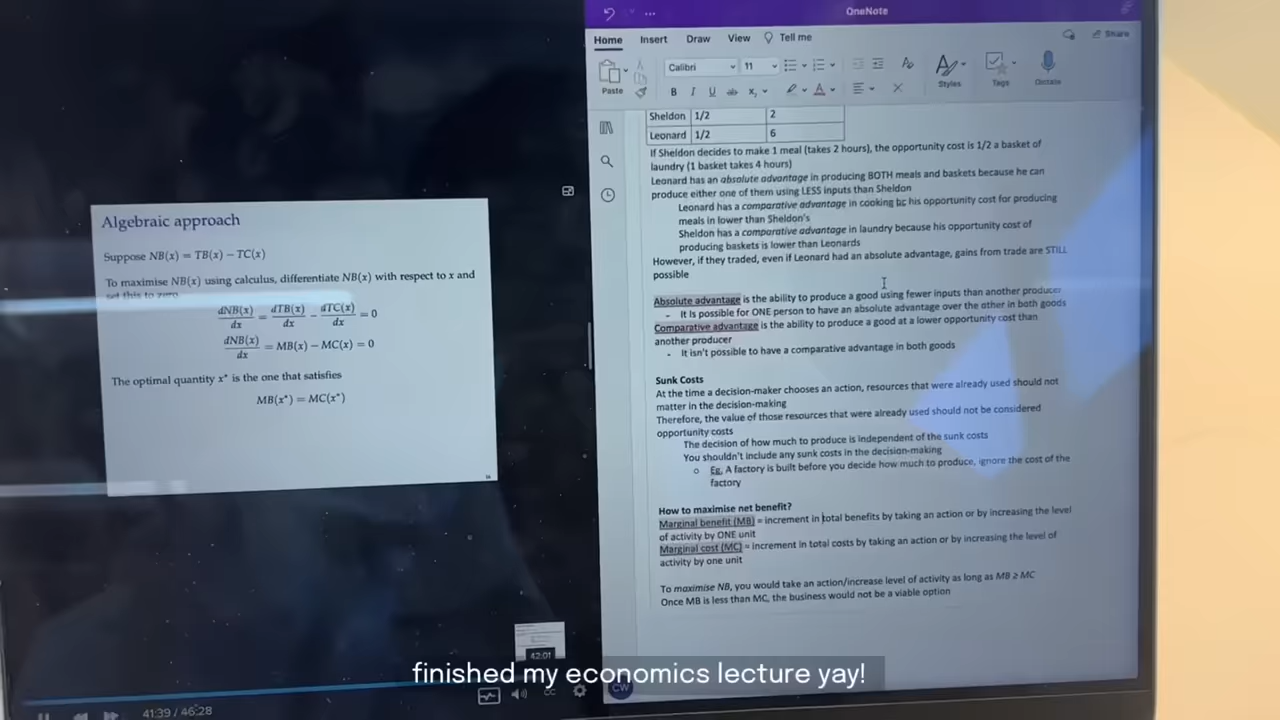 OneNote
Home Insert Draw View Tell me Share
Paste Calibri 11 Styles Tags Dictate
B I U ab x A
Sheldon 1/2 2
Leonard 1/2 6
If Sheldon decides to make 1 meal (takes 2 hours), the opportunity cost is 1/2 a basket of
laundry (1 basket takes 4 hours)
Leonard has an absolute advantage in producing BOTH meals and baskets because he can
produce either one of them using LESS inputs than Sheldon
Leonard has a comparative advantage in cooking bc his opportunity cost for producing
meals in lower than Sheldon's
Sheldon has a comparative advantage in laundry because his opportunity cost of
producing baskets is lower than Leonards
However, if they traded, even if Leonard had an absolute advantage, gains from trade are STILL
possible
Absolute advantage is the ability to produce a good using fewer inputs than another producer
- It is possible for ONE person to have an absolute advantage over the other in both goods
Comparative advantage is the ability to produce a good at a lower opportunity cost than
another producer
- It isn't possible to have a comparative advantage in both goods
Sunk Costs
At the time a decision-maker chooses an action, resources that were already used should not
matter in the decision-making
Therefore, the value of those resources that were already used should not be considered
opportunity costs
The decision of how much to produce is independent of the sunk costs
You shouldn't include any sunk costs in the decision-making
o Eg. A factory is built before you decide how much to produce, ignore the cost of the
factory
How to maximise net benefit?
Marginal benefit (MB) = increment in total benefits by taking an action or by increasing the level
of activity by ONE unit
Marginal cost (MC) = increment in total costs by taking an action or by increasing the level of
activity by one unit
To maximise NB, you would take an action/increase level of activity as long as MB ≥ MC
Once MB is less than MC, the business would not be a viable option
CW
Algebraic approach
Suppose NB(x) = TB(x) − TC(x)
To maximise NB(x) using calculus, differentiate NB(x) with respect to x and
set this to zero
dNB(x)/dx = dTB(x)/dx − dTC(x)/dx = 0
dNB(x)/dx = MB(x) − MC(x) = 0
The optimal quantity x* is the one that satisfies
MB(x*) = MC(x*)
42:01
CC
41:39 / 46:28
finished my economics lecture yay!